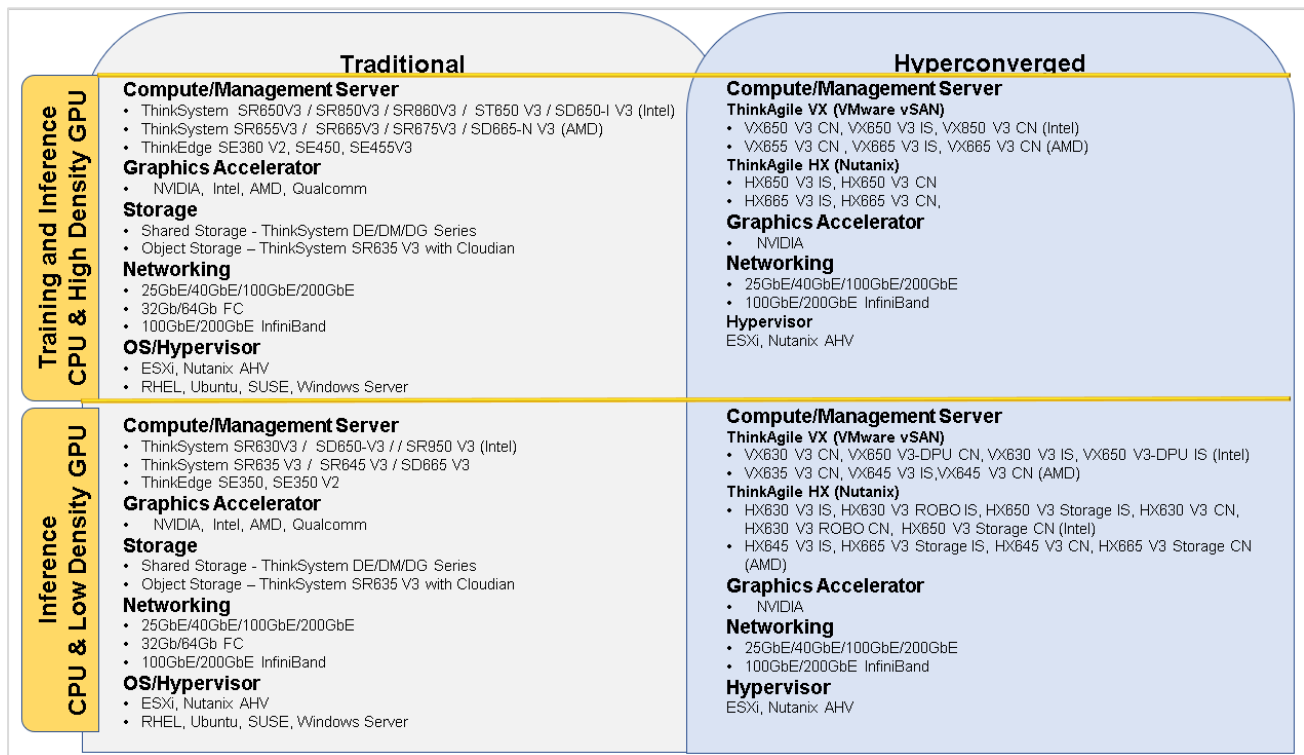 Traditional
Hyperconverged
Training and Inference
CPU & High Density GPU
Compute/Management Server
• ThinkSystem SR650V3 / SR850V3 / SR860V3 / ST650 V3 / SD650-I V3 (Intel)
• ThinkSystem SR655V3 / SR665V3 / SR675V3 / SD665-N V3 (AMD)
• ThinkEdge SE360 V2, SE450, SE455V3
Graphics Accelerator
• NVIDIA, Intel, AMD, Qualcomm
Storage
• Shared Storage - ThinkSystem DE/DM/DG Series
• Object Storage – ThinkSystem SR635 V3 with Cloudian
Networking
• 25GbE/40GbE/100GbE/200GbE
• 32Gb/64Gb FC
• 100GbE/200GbE InfiniBand
OS/Hypervisor
• ESXi, Nutanix AHV
• RHEL, Ubuntu, SUSE, Windows Server
Compute/Management Server
ThinkAgile VX (VMware vSAN)
• VX650 V3 CN, VX650 V3 IS, VX850 V3 CN (Intel)
• VX655 V3 CN , VX665 V3 IS, VX665 V3 CN (AMD)
ThinkAgile HX (Nutanix)
• HX650 V3 IS, HX650 V3 CN
• HX665 V3 IS, HX665 V3 CN,
Graphics Accelerator
• NVIDIA
Networking
• 25GbE/40GbE/100GbE/200GbE
• 100GbE/200GbE InfiniBand
Hypervisor
ESXi, Nutanix AHV
Inference
CPU & Low Density GPU
Compute/Management Server
• ThinkSystem SR630V3 / SD650-V3 / / SR950 V3 (Intel)
• ThinkSystem SR635 V3 / SR645 V3 / SD665 V3
• ThinkEdge SE350, SE350 V2
Graphics Accelerator
• NVIDIA, Intel, AMD, Qualcomm
Storage
• Shared Storage - ThinkSystem DE/DM/DG Series
• Object Storage – ThinkSystem SR635 V3 with Cloudian
Networking
• 25GbE/40GbE/100GbE/200GbE
• 32Gb/64Gb FC
• 100GbE/200GbE InfiniBand
OS/Hypervisor
• ESXi, Nutanix AHV
• RHEL, Ubuntu, SUSE, Windows Server
Compute/Management Server
ThinkAgile VX (VMware vSAN)
• VX630 V3 CN, VX650 V3-DPU CN, VX630 V3 IS, VX650 V3-DPU IS (Intel)
• VX635 V3 CN, VX645 V3 IS,VX645 V3 CN (AMD)
ThinkAgile HX (Nutanix)
• HX630 V3 IS, HX630 V3 ROBO IS, HX650 V3 Storage IS, HX630 V3 CN,
HX630 V3 ROBO CN, HX650 V3 Storage CN (Intel)
• HX645 V3 IS, HX665 V3 Storage IS, HX645 V3 CN, HX665 V3 Storage CN
(AMD)
Graphics Accelerator
• NVIDIA
Networking
• 25GbE/40GbE/100GbE/200GbE
• 100GbE/200GbE InfiniBand
Hypervisor
ESXi, Nutanix AHV